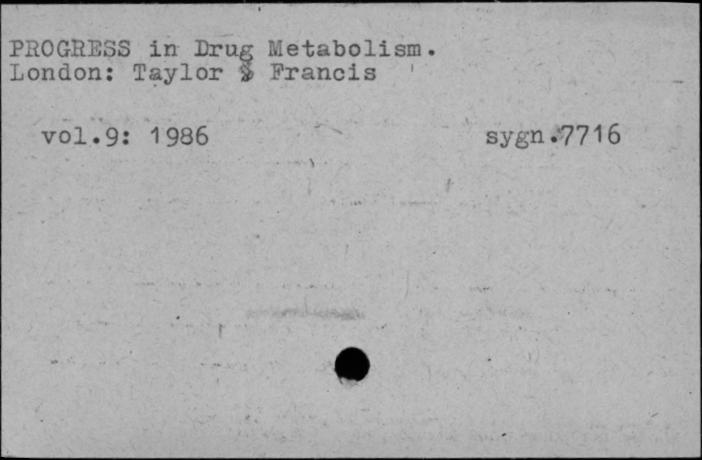 PROGRESS in Drug Metabolism.
London: Taylor & Francis
vol.9: 1986 sygn.7716